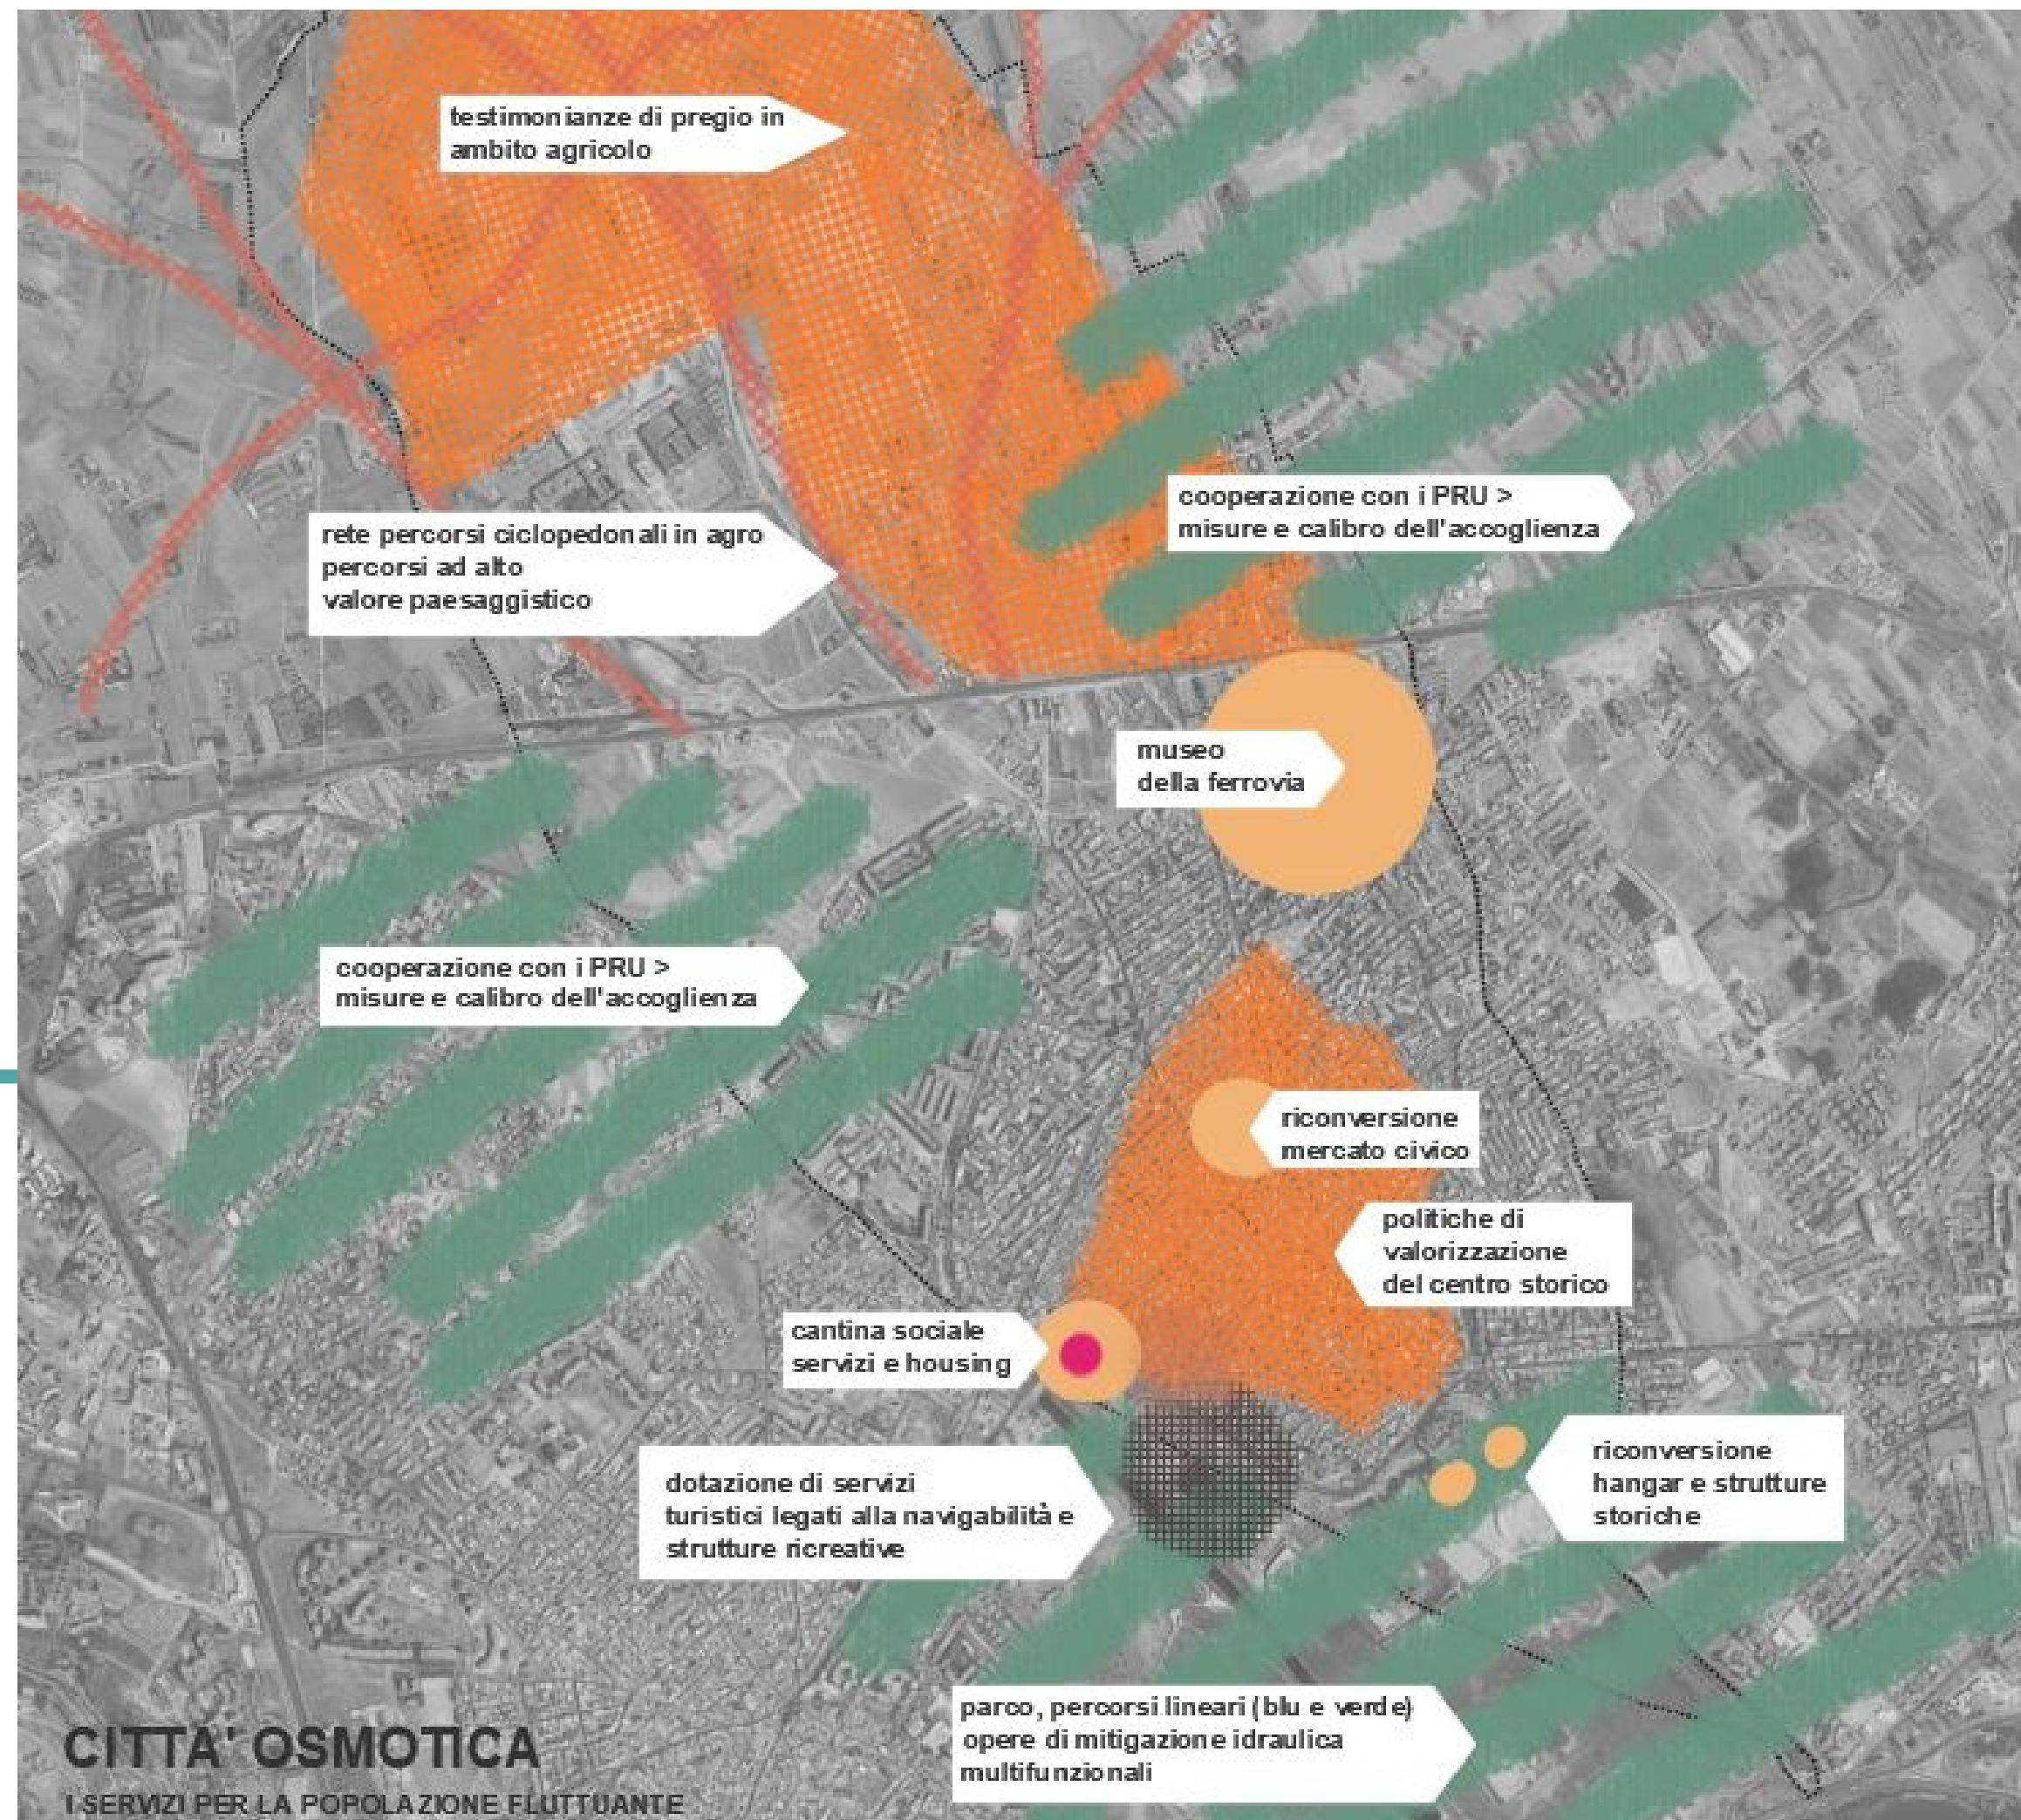 testimonianze di pregio in
ambito agricolo
cooperazione con i PRU >
misure e calibro dell'accoglienza
rete percorsi ciclopedonali in agro
percorsi ad alto
valore paesaggistico
museo
della ferrovia
cooperazione con i PRU >
misure e calibro dell'accoglienza
riconversione
mercato civico
politiche di
valorizzazione
del centro storico
cantina sociale
servizi e housing
riconversione
hangar e strutture
storiche
dotazione di servizi
turistici legati alla navigabilità e
strutture ricreative
parco, percorsi lineari (blu e verde)
opere di mitigazione idraulica
multifunzionali
CITTA' OSMOTICA
I SERVIZI PER LA POPOLAZIONE FLUTTUANTE